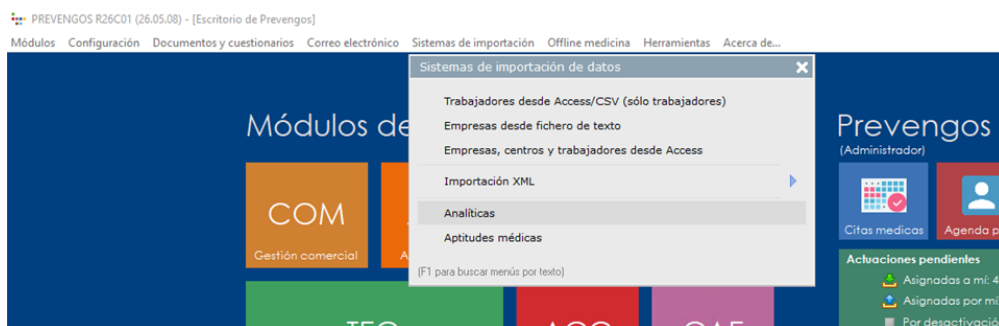 PREVENGOS R26C01 (26.05.08) - [Escritorio de Prevengos]
Módulos Configuración Documentos y cuestionarios Correo electrónico Sistemas de importación Offline medicina Herramientas Acerca de...
Sistemas de importación de datos
Trabajadores desde Access/CSV (sólo trabajadores)
Empresas desde fichero de texto
Empresas, centros y trabajadores desde Access
Importación XML
Analíticas
Aptitudes médicas
(F1 para buscar menús por texto)
Módulos de
COM
Gestión comercial
A
Prevengos
(Administrador)
Citas medicas
Agenda p
Actuaciones pendientes
Asignadas a mí: 4
Asignadas por mí
Por desactivació